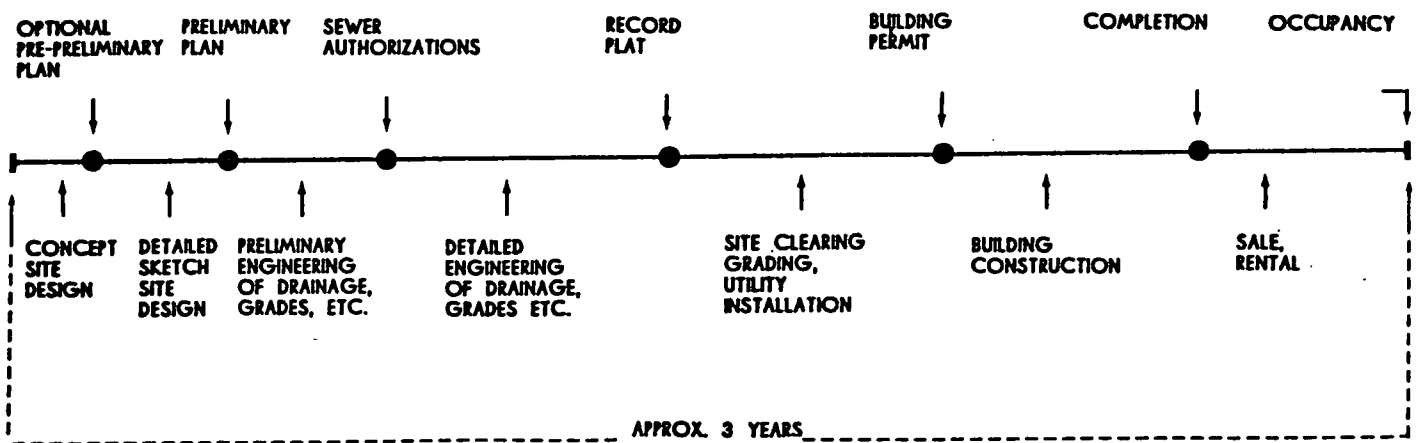 OPTIONAL
PRE-PRELIMINARY
PLAN
PRELIMINARY
PLAN
SEWER
AUTHORIZATIONS
RECORD
PLAT
BUILDING
PERMIT
COMPLETION
OCCUPANCY
CONCEPT
SITE
DESIGN
DETAILED
SKETCH
SITE
DESIGN
PRELIMINARY
ENGINEERING
OF DRAINAGE,
GRADES, ETC.
DETAILED
ENGINEERING
OF DRAINAGE,
GRADES ETC.
SITE CLEARING
GRADING,
UTILITY
INSTALLATION
BUILDING
CONSTRUCTION
SALE,
RENTAL
APPROX. 3 YEARS